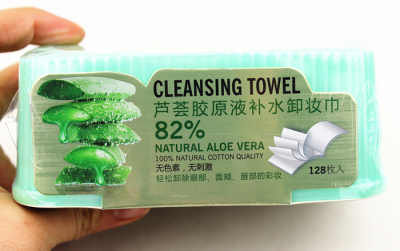 CLEANSING TOWEL
芦荟胶原液补水卸妆巾
82%
NATURAL ALOE VERA
100% NATURAL COTTON QUALITY
无色素，无刺激
轻松卸除眼部、面颊、唇部的彩妆
128枚入